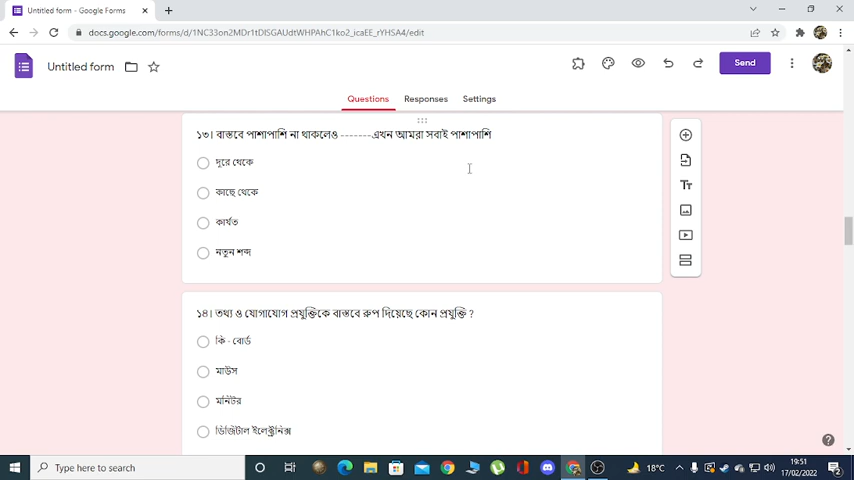 Untitled form - Google Forms
docs.google.com/forms/d/1NC33on2MDr1tDISGAUdtWHPAhC1ko2_icaEE_rYHSA4/edit
Untitled form
Send
Questions Responses Settings
১৩। বাস্তবে পাশাপাশি না থাকলেও -------এখন আমরা সবাই পাশাপাশি
দূরে থেকে
কাছে থেকে
কার্যত
নতুন শব্দ
১৪। তথ্য ও যোগাযোগ প্রযুক্তিকে বাস্তবে রুপ দিয়েছে কোন প্রযুক্তি ?
কি - বোর্ড
মাউস
মনিটর
ডিজিটাল ইলেক্ট্রনিক্স
Type here to search
18°C
19:51
17/02/2022
2